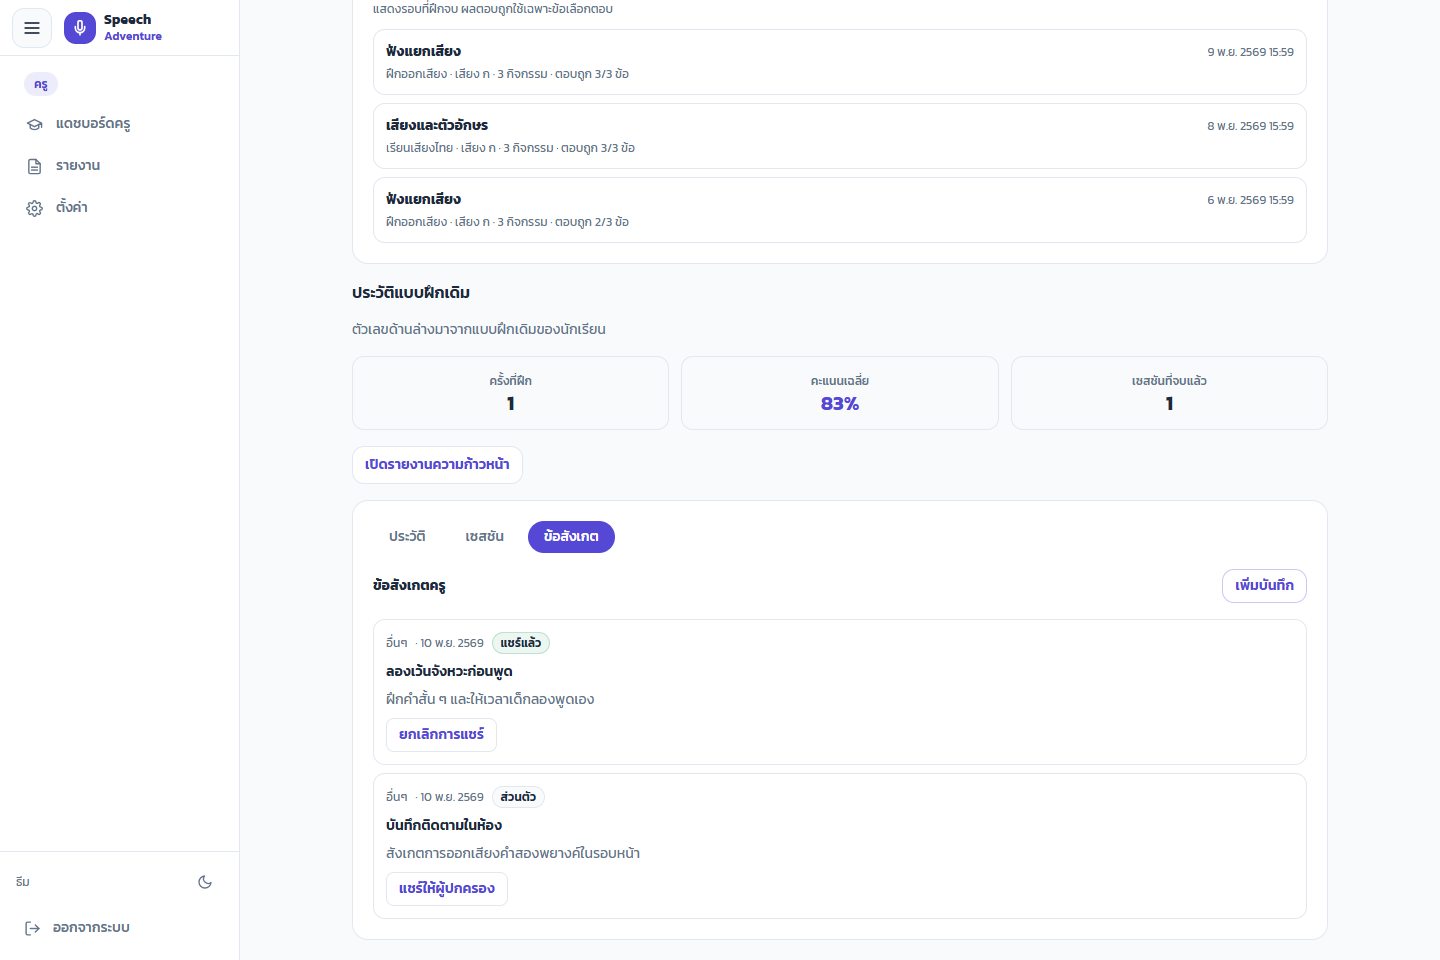 Speech
Adventure
ครู
แดชบอร์ดครู
รายงาน
ตั้งค่า
ธีม
ออกจากระบบ
แสดงรอบที่ฝึกจบ ผลตอบถูกใช้เฉพาะข้อเลือกตอบ
ฟังแยกเสียง
9 พ.ย. 2569 15:59
ฝึกออกเสียง · เสียง ก · 3 กิจกรรม · ตอบถูก 3/3 ข้อ
เสียงและตัวอักษร
8 พ.ย. 2569 15:59
เรียนเสียงไทย · เสียง ก · 3 กิจกรรม · ตอบถูก 3/3 ข้อ
ฟังแยกเสียง
6 พ.ย. 2569 15:59
ฝึกออกเสียง · เสียง ก · 3 กิจกรรม · ตอบถูก 2/3 ข้อ
ประวัติแบบฝึกเดิม
ตัวเลขด้านล่างมาจากแบบฝึกเดิมของนักเรียน
ครั้งที่ฝึก
1
คะแนนเฉลี่ย
83%
เซสชันที่จบแล้ว
1
เปิดรายงานความก้าวหน้า
ประวัติ เซสชัน ข้อสังเกต
ข้อสังเกตครู
เพิ่มบันทึก
อื่นๆ · 10 พ.ย. 2569 แชร์แล้ว
ลองเว้นจังหวะก่อนพูด
ฝึกคำสั้น ๆ และให้เวลาเด็กลองพูดเอง
ยกเลิกการแชร์
อื่นๆ · 10 พ.ย. 2569 ส่วนตัว
บันทึกติดตามในห้อง
สังเกตการออกเสียงคำสองพยางค์ในรอบหน้า
แชร์ให้ผู้ปกครอง